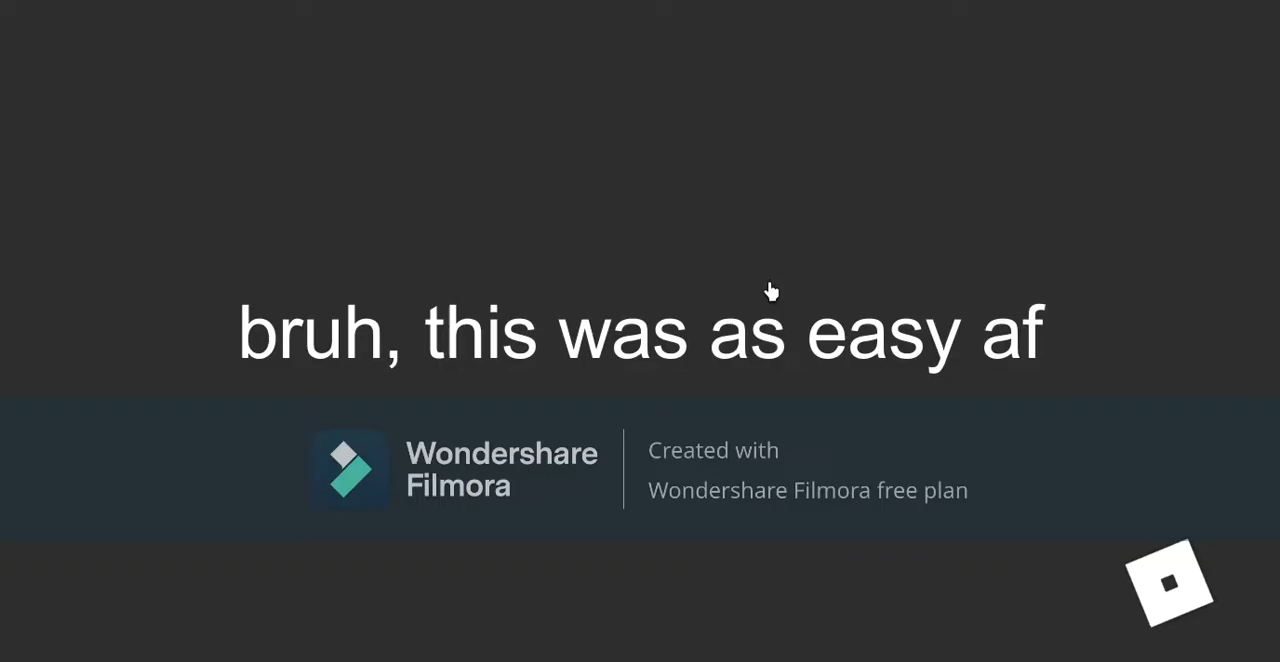 bruh, this was as easy af
Wondershare
Filmora
Created with
Wondershare Filmora free plan